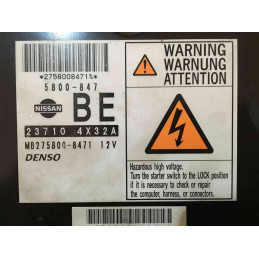 *2758008471%*
5800-847
NISSAN
BE
23710 4X32A
MB275800-8471 12V
DENSO
WARNING
WARNUNG
ATTENTION
Hazardous high voltage.
Turn the starter switch to the LOCK position
if it is necessary to check or repair
the computer, harness, or connectors.